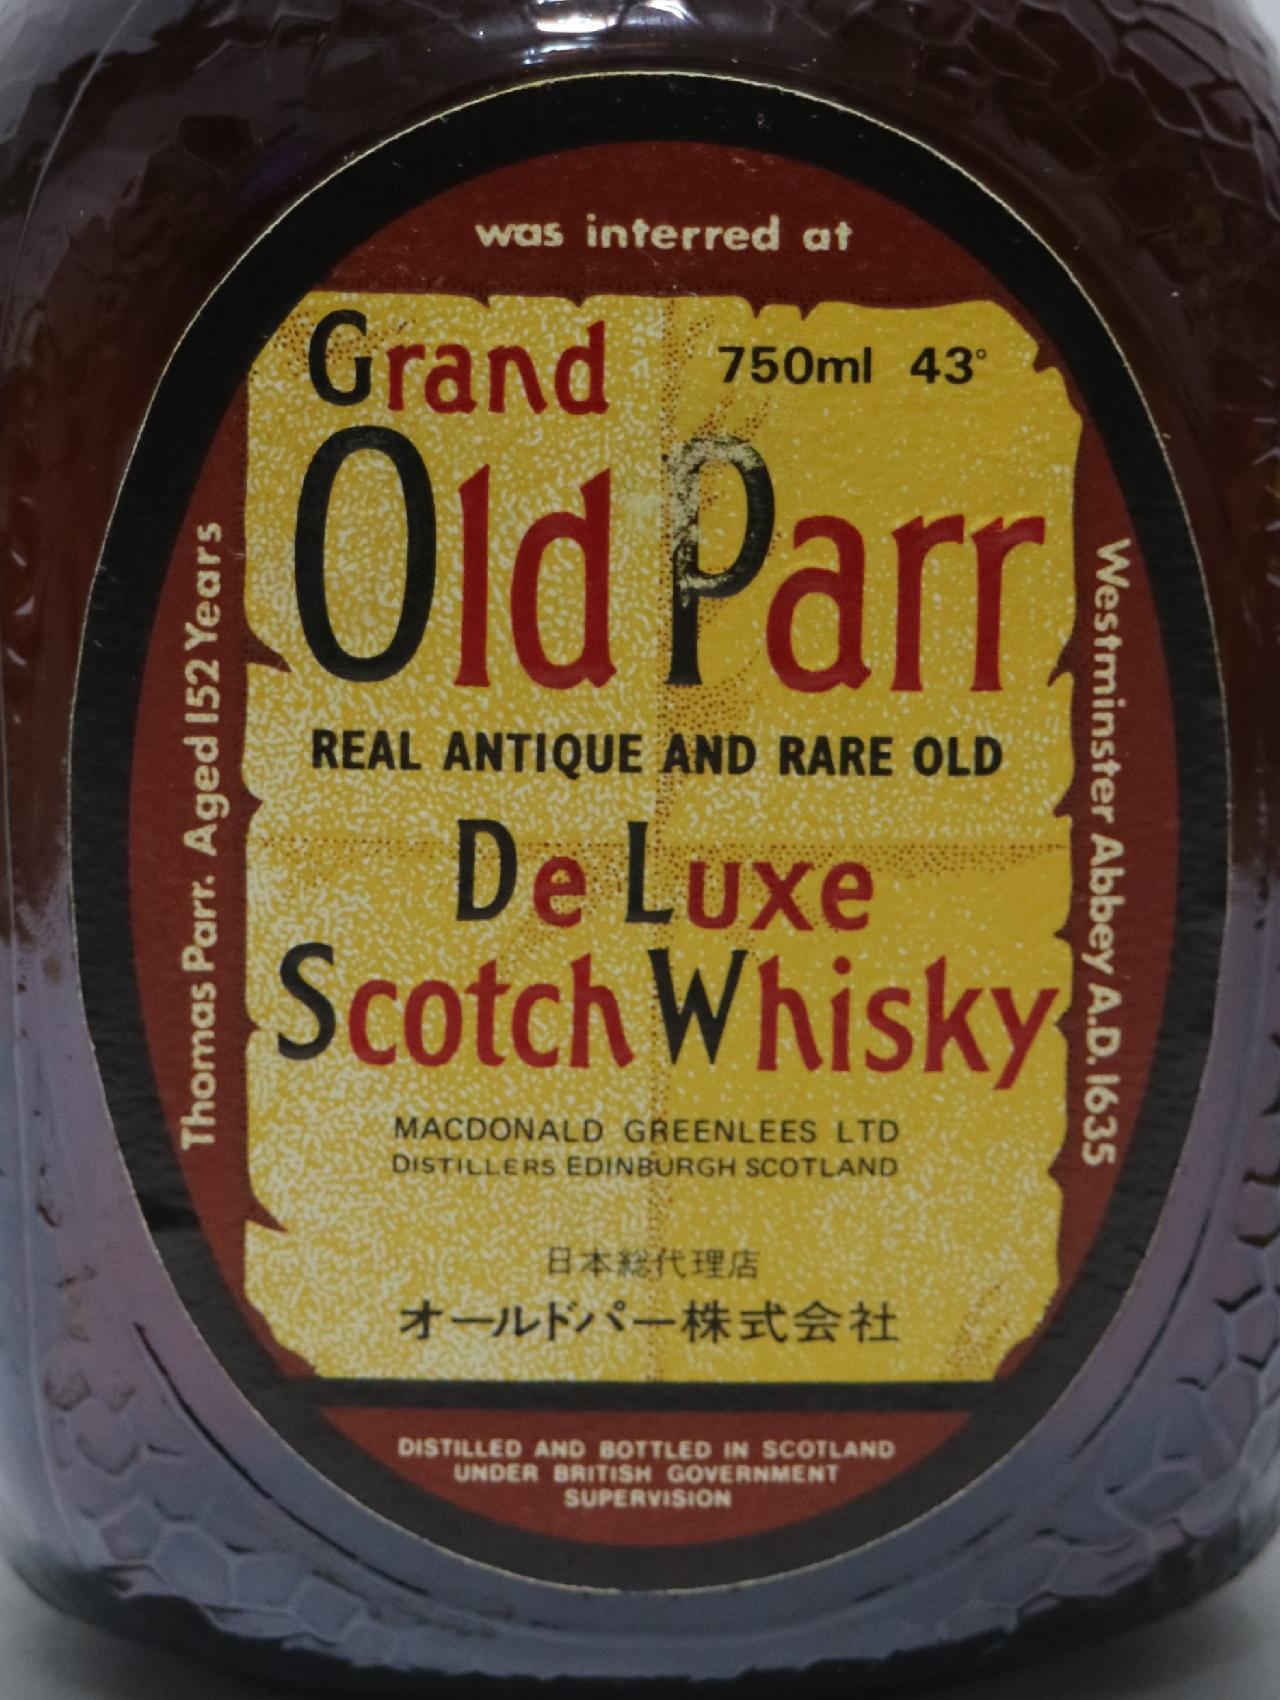 Thomas Parr. Aged 152 Years
was interred at
Westminster Abbey A.D. 1635
Grand
750ml 43°
Old Parr
REAL ANTIQUE AND RARE OLD
De Luxe
Scotch Whisky
MACDONALD GREENLEES LTD
DISTILLERS EDINBURGH SCOTLAND
日本総代理店
オールドパー株式会社
DISTILLED AND BOTTLED IN SCOTLAND
UNDER BRITISH GOVERNMENT
SUPERVISION